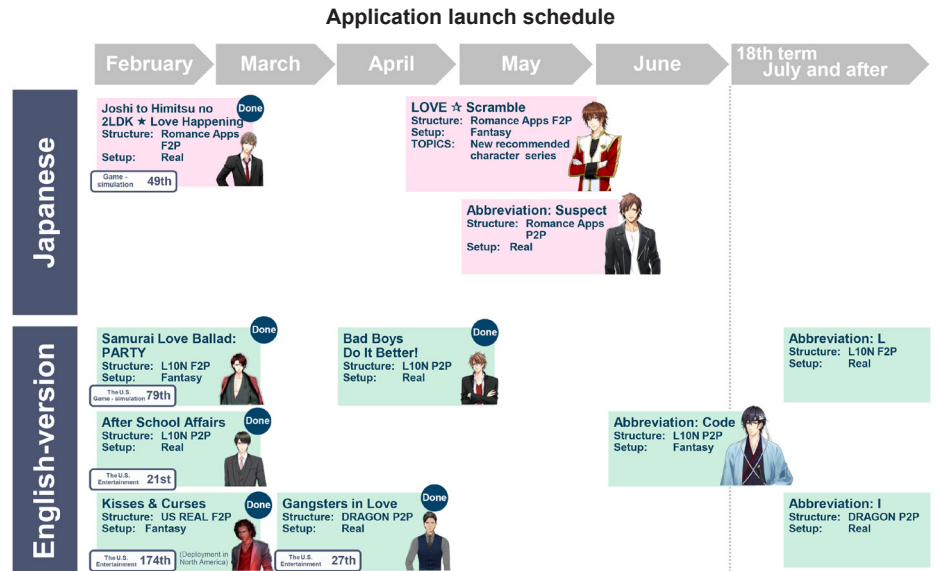 Application launch schedule
February
March
April
May
June
18th term
July and after
Japanese
Joshi to Himitsu no
2LDK ★ Love Happening
Structure: Romance Apps
F2P
Setup: Real
Done
Game -
simulation 49th
LOVE ☆ Scramble
Structure: Romance Apps F2P
Setup: Fantasy
TOPICS: New recommended
character series
Abbreviation: Suspect
Structure: Romance Apps
P2P
Setup: Real
English-version
Samurai Love Ballad:
PARTY
Structure: L10N F2P
Setup: Fantasy
Done
The U.S.
Game - simulation 79th
Bad Boys
Do It Better!
Structure: L10N P2P
Setup: Real
Done
Abbreviation: L
Structure: L10N F2P
Setup: Real
After School Affairs
Structure: L10N P2P
Setup: Real
Done
The U.S.
Entertainment 21st
Abbreviation: Code
Structure: L10N P2P
Setup: Fantasy
Kisses & Curses
Structure: US REAL F2P
Setup: Fantasy
Done
The U.S.
Entertainment 174th
(Deployment in
North America)
Gangsters in Love
Structure: DRAGON P2P
Setup: Real
Done
The U.S.
Entertainment 27th
Abbreviation: I
Structure: DRAGON P2P
Setup: Real